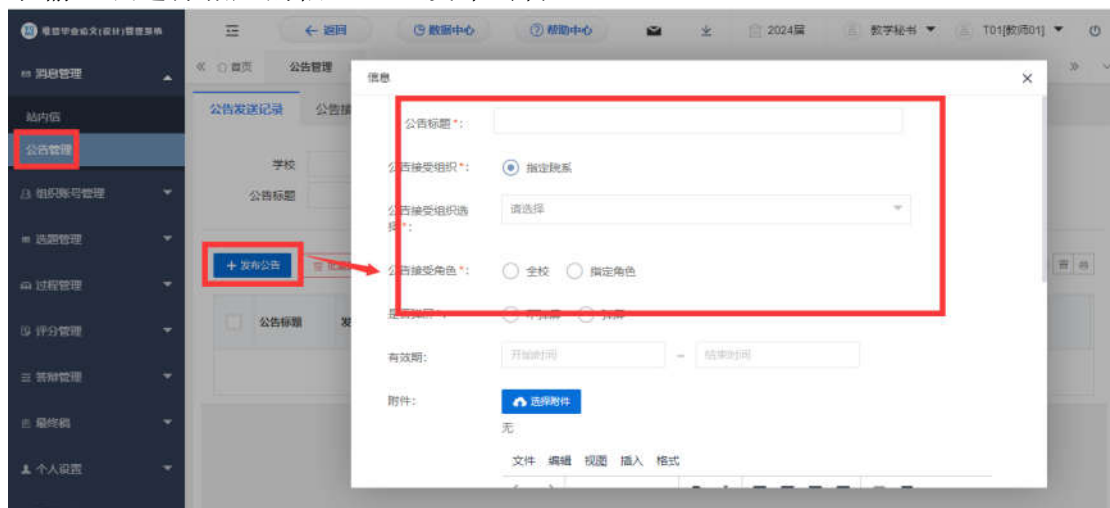 维普毕业论文(设计)管理系统
返回
数据中心
帮助中心
2024届
教学秘书
T01[教师01]
消息管理
首页
公告管理
信息
站内信
公告发送记录
公告标题*:
公告管理
学校
公告接受组织*:
指定院系
组织账号管理
公告标题
公告接受组织选择*:
请选择
选题管理
+ 发布公告
公告接受角色*:
全校
指定角色
过程管理
公告标题
评分管理
有效期:
开始时间
-
结束时间
答辩管理
附件:
选择附件
无
最终稿
文件 编辑 视图 插入 格式
个人设置